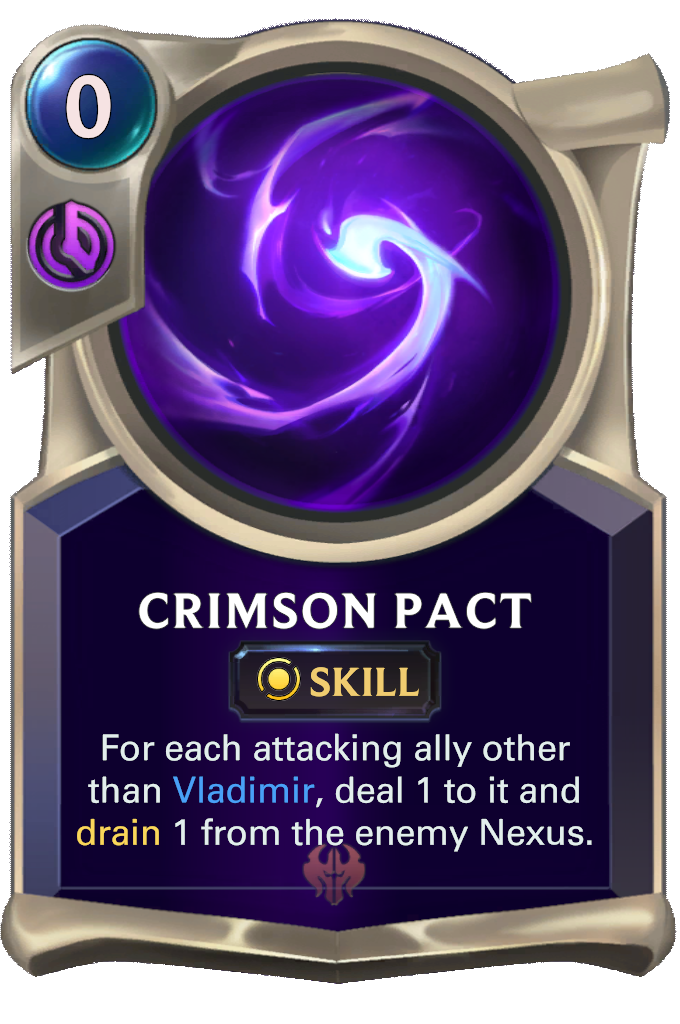 0
CRIMSON PACT
SKILL
For each attacking ally other
than Vladimir, deal 1 to it and
drain 1 from the enemy Nexus.